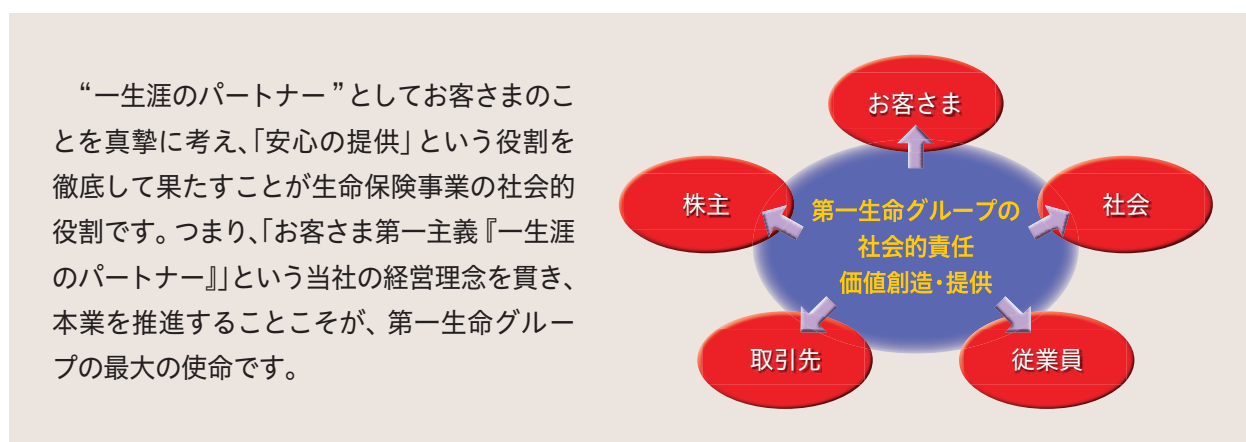 “一生涯のパートナー”としてお客さまのこ
とを真摯に考え、「安心の提供」という役割を
徹底して果たすことが生命保険事業の社会的
役割です。つまり、「お客さま第一主義『一生涯
のパートナー』」という当社の経営理念を貫き、
本業を推進することこそが、第一生命グルー
プの最大の使命です。
お客さま
株主
社会
第一生命グループの
社会的責任
価値創造・提供
取引先
従業員